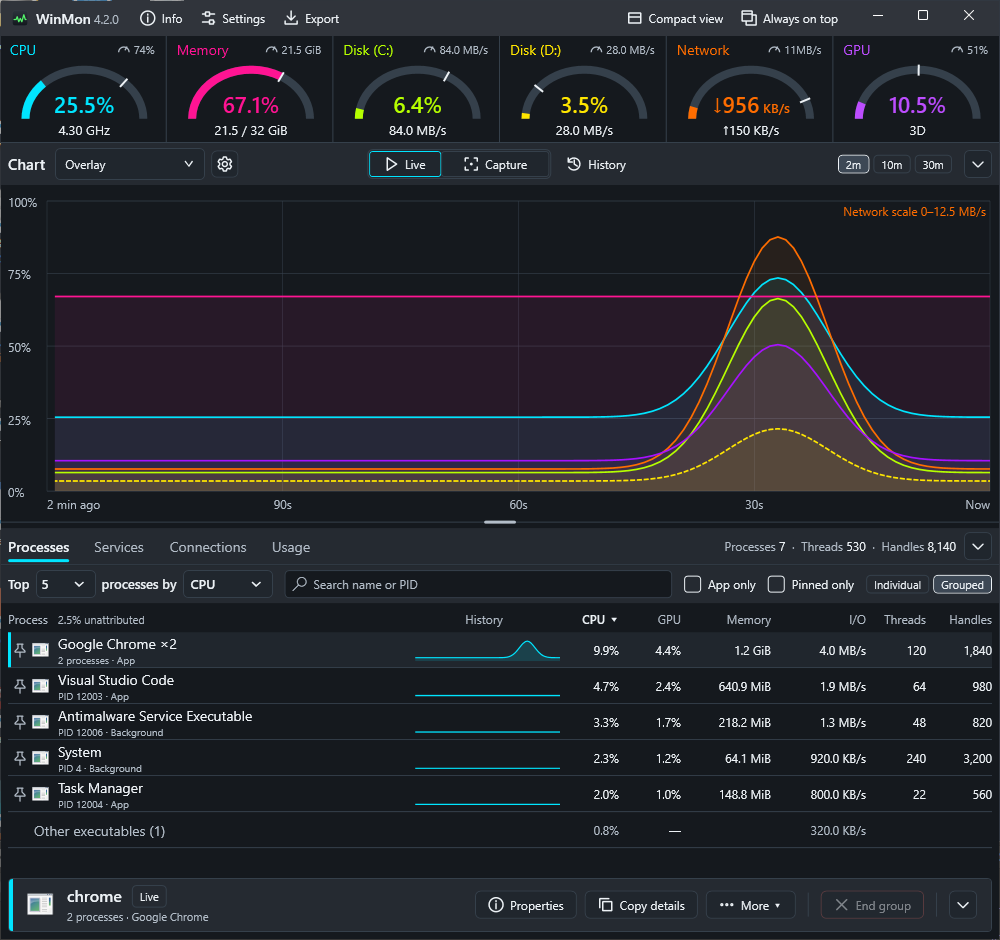 WinMon 4.2.0 Info Settings Export Compact view Always on top
CPU 74% Memory 21.5 GiB Disk (C:) 84.0 MB/s Disk (D:) 28.0 MB/s Network 11MB/s GPU 51%
25.5% 67.1% 6.4% 3.5% ↓956 KB/s 10.5%
4.30 GHz 21.5 / 32 GiB 84.0 MB/s 28.0 MB/s ↑150 KB/s 3D
Chart Overlay Live Capture History 2m 10m 30m
100%
Network scale 0–12.5 MB/s
75%
50%
25%
0%
2 min ago 90s 60s 30s Now
Processes Services Connections Usage Processes 7 · Threads 530 · Handles 8,140
Top 5 processes by CPU Search name or PID App only Pinned only Individual Grouped
Process 2.5% unattributed History CPU ▼ GPU Memory I/O Threads Handles
Google Chrome ×2 9.9% 4.4% 1.2 GiB 4.0 MB/s 120 1,840
2 processes · App
Visual Studio Code 4.7% 2.4% 640.9 MiB 1.9 MB/s 64 980
PID 12003 · App
Antimalware Service Executable 3.3% 1.7% 218.2 MiB 1.3 MB/s 48 820
PID 12006 · Background
System 2.3% 1.2% 64.1 MiB 920.0 KB/s 240 3,200
PID 4 · Background
Task Manager 2.0% 1.0% 148.8 MiB 800.0 KB/s 22 560
PID 12004 · App
Other executables (1) 0.8% — 320.0 KB/s
chrome Live
2 processes · Google Chrome
Properties Copy details ••• More ▾ End group